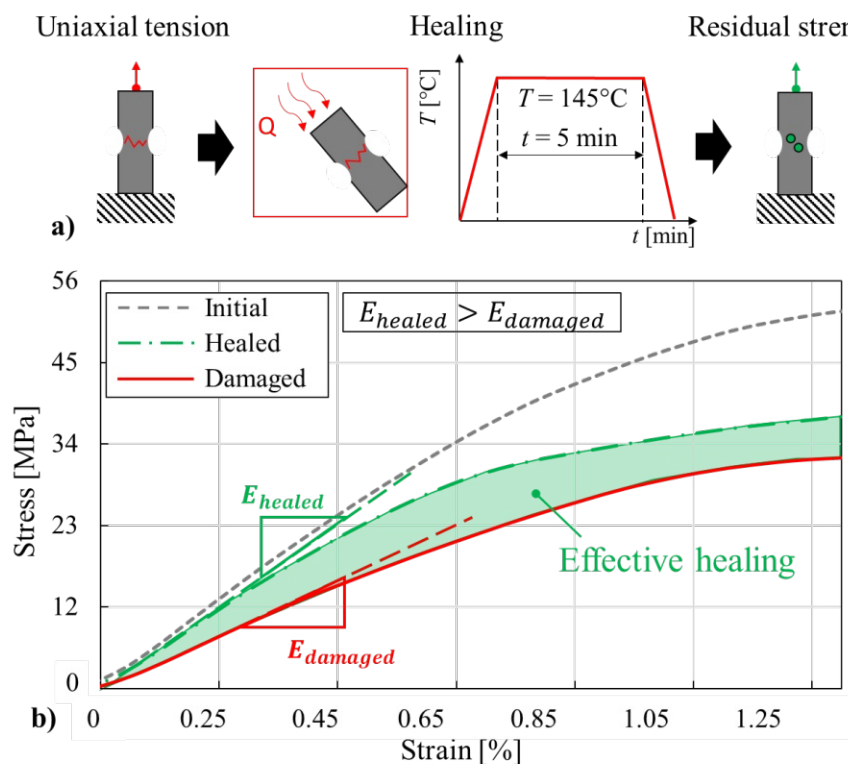 Uniaxial tension
Healing
Residual stren
Q
T [°C]
T = 145°C
t = 5 min
t [min]
a)
56
45
34
23
12
0
Stress [MPa]
Initial
Healed
Damaged
E_healed > E_damaged
E_healed
Effective healing
E_damaged
b)
0
0.25
0.45
0.65
0.85
1.05
1.25
Strain [%]